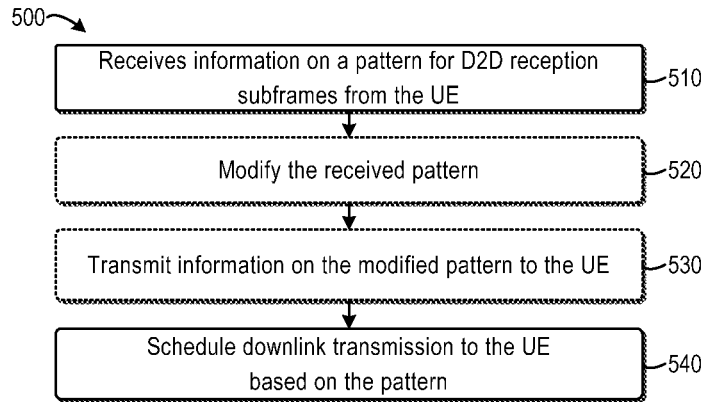 500
Receives information on a pattern for D2D reception
subframes from the UE
510
Modify the received pattern
520
Transmit information on the modified pattern to the UE
530
Schedule downlink transmission to the UE
based on the pattern
540